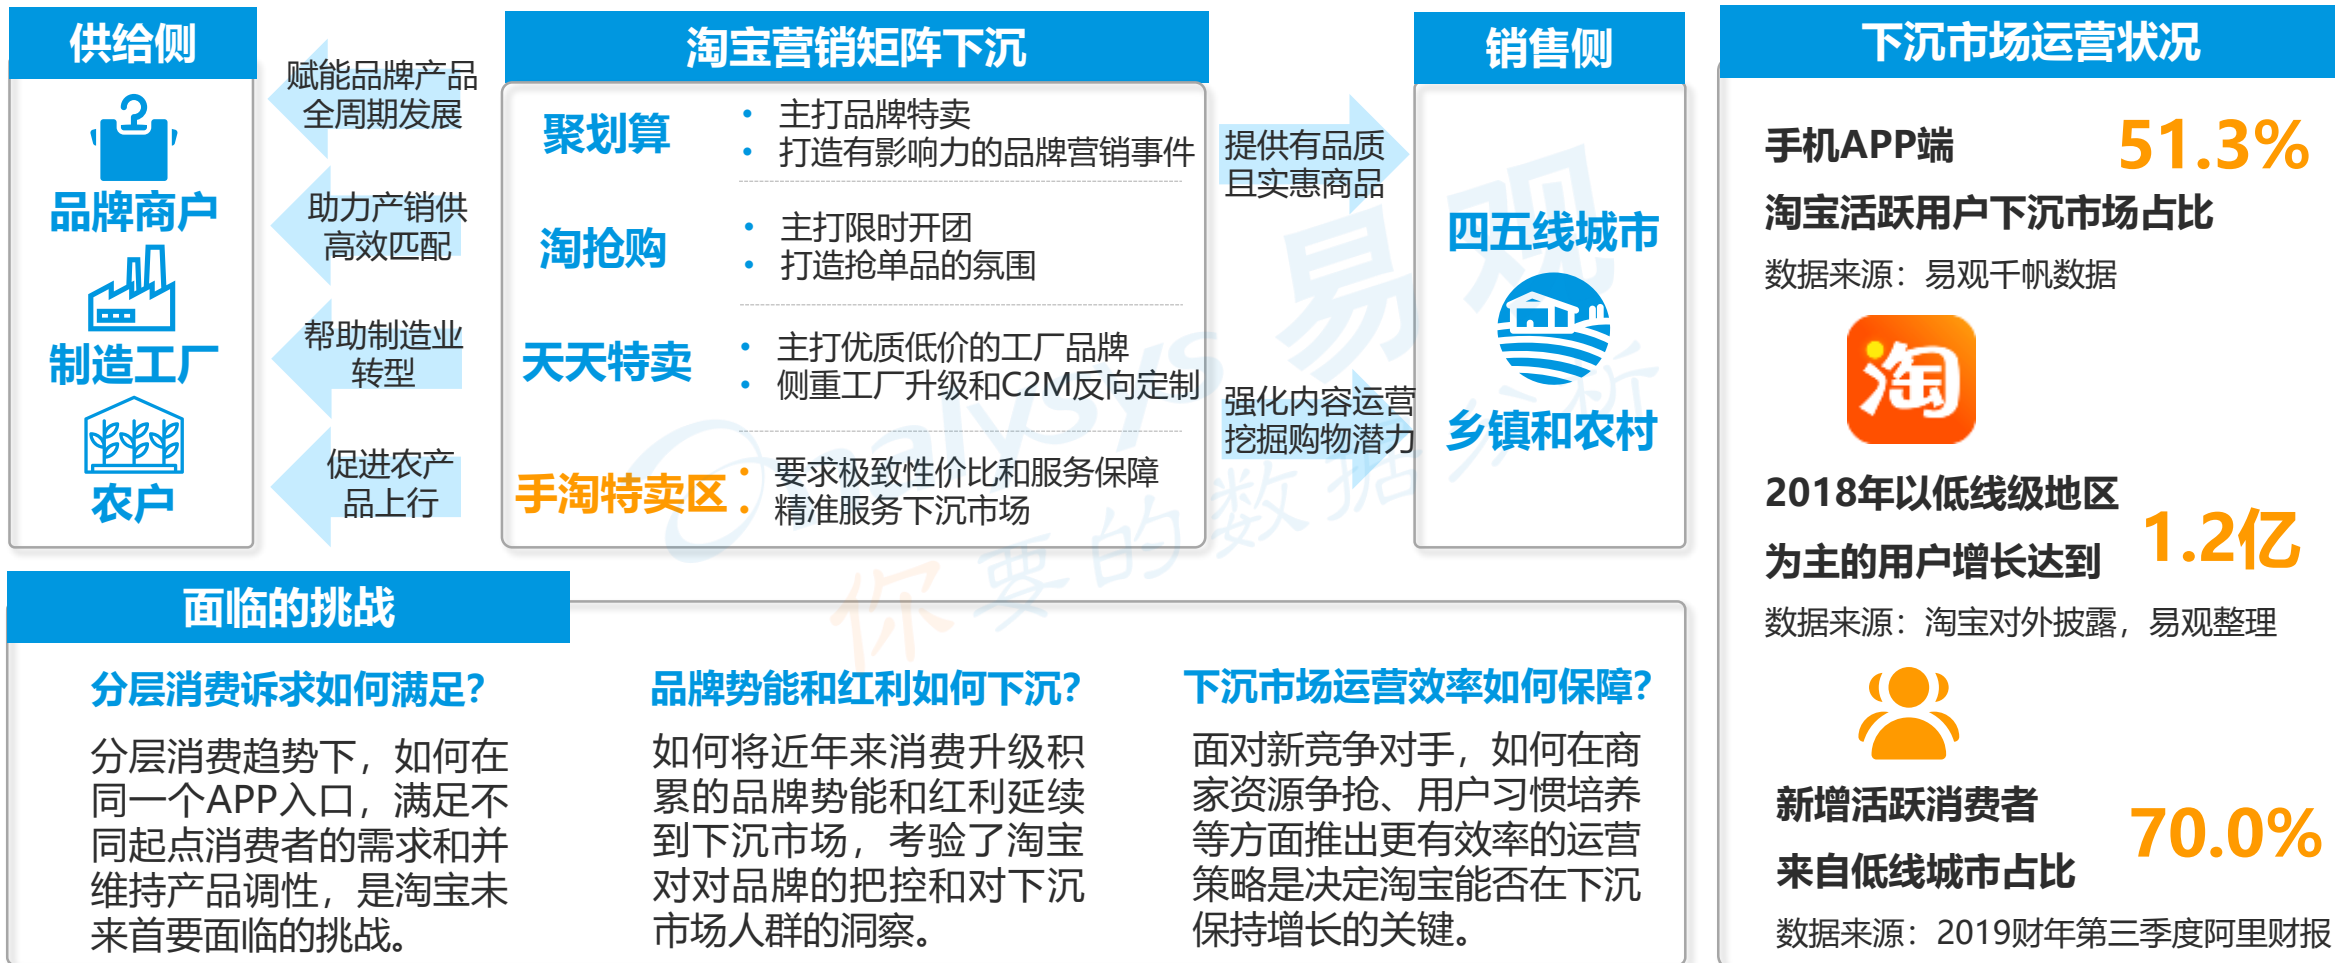 供给侧
品牌商户
制造工厂
农户
赋能品牌产品
全周期发展
助力产销供
高效匹配
帮助制造业
转型
促进农产
品上行
淘宝营销矩阵下沉
聚划算
• 主打品牌特卖
• 打造有影响力的品牌营销事件
淘抢购
• 主打限时开团
• 打造抢单品的氛围
天天特卖
• 主打优质低价的工厂品牌
• 侧重工厂升级和C2M反向定制
手淘特卖区
• 要求极致性价比和服务保障
• 精准服务下沉市场
提供有品质
且实惠商品
强化内容运营
挖掘购物潜力
销售侧
四五线城市
乡镇和农村
下沉市场运营状况
手机APP端
51.3%
淘宝活跃用户下沉市场占比
数据来源：易观千帆数据
淘
2018年以低线级地区
为主的用户增长达到
1.2亿
数据来源：淘宝对外披露，易观整理
新增活跃消费者
来自低线城市占比
70.0%
数据来源：2019财年第三季度阿里财报
面临的挑战
分层消费诉求如何满足？
分层消费趋势下，如何在
同一个APP入口，满足不
同起点消费者的需求和并
维持产品调性，是淘宝未
来首要面临的挑战。
品牌势能和红利如何下沉？
如何将近年来消费升级积
累的品牌势能和红利延续
到下沉市场，考验了淘宝
对对品牌的把控和对下沉
市场人群的洞察。
下沉市场运营效率如何保障？
面对新竞争对手，如何在商
家资源争抢、用户习惯培养
等方面推出更有效率的运营
策略是决定淘宝能否在下沉
保持增长的关键。
nalysys 易观
你要的数据分析